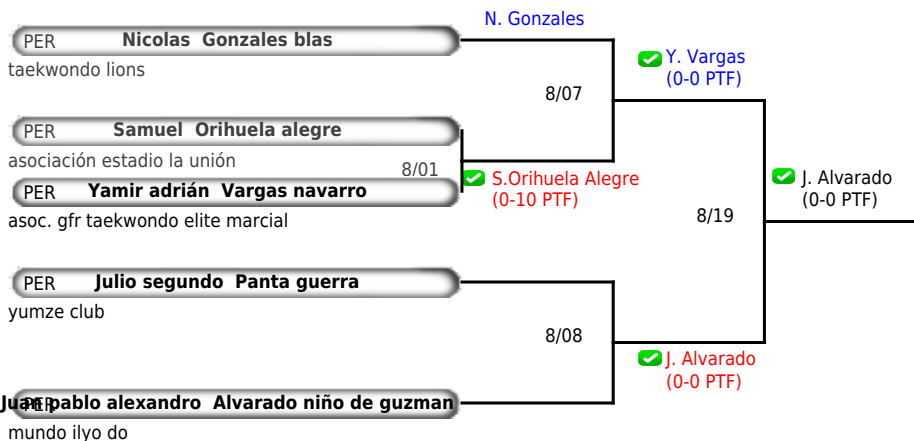 N. Gonzales
PER Nicolas Gonzales blas
taekwondo lions
Y. Vargas
(0-0 PTF)
8/07
PER Samuel Orihuela alegre
asociación estadio la unión
8/01
S.Orihuela Alegre
(0-10 PTF)
J. Alvarado
(0-0 PTF)
PER Yamir adrián Vargas navarro
asoc. gfr taekwondo elite marcial
8/19
PER Julio segundo Panta guerra
yumze club
8/08
J. Alvarado
(0-0 PTF)
PER Juan pablo alexandro Alvarado niño de guzman
mundo ilyo do